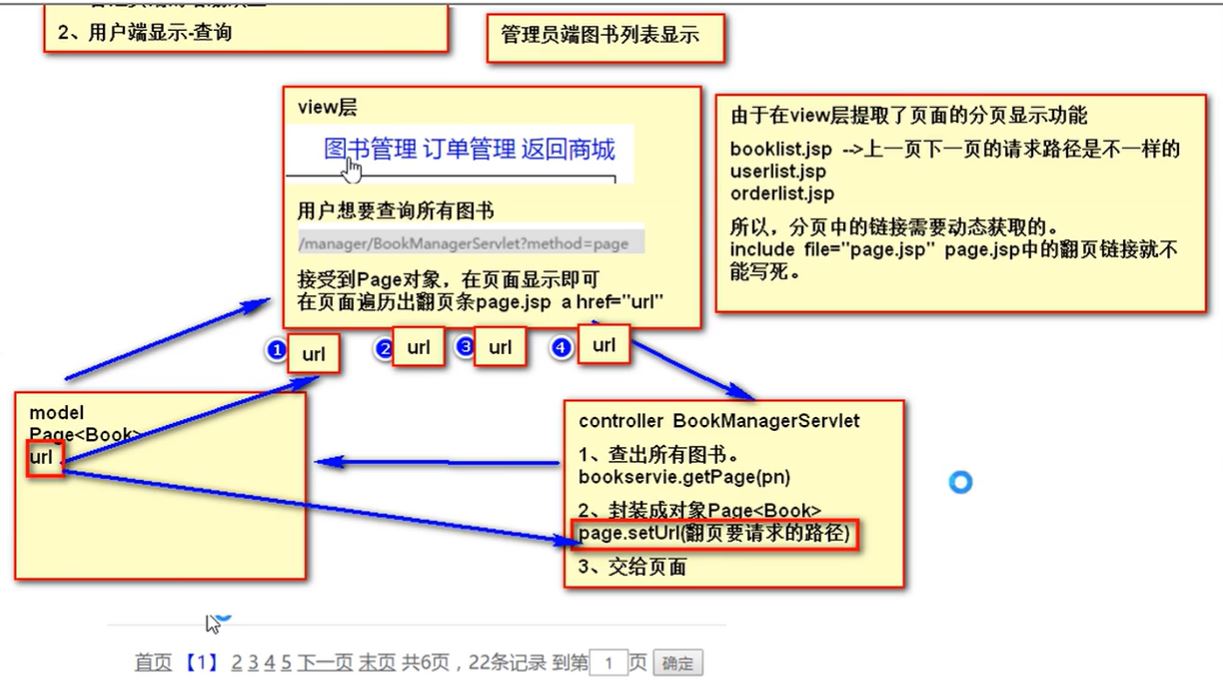 2、用户端显示-查询
管理员端图书列表显示
view层
图书管理 订单管理 返回商城
用户想要查询所有图书
/manager/BookManagerServlet?method=page
接受到Page对象，在页面显示即可
在页面遍历出翻页条page.jsp a href="url"
由于在view层提取了页面的分页显示功能
booklist.jsp -->上一页下一页的请求路径是不一样的
userlist.jsp
orderlist.jsp
所以，分页中的链接需要动态获取的。
include file="page.jsp" page.jsp中的翻页链接就不
能写死。
1 url
2 url
3 url
4 url
model
Page<Book>
url
controller BookManagerServlet
1、查出所有图书。
bookservie.getPage(pn)
2、封装成对象Page<Book>
page.setUrl(翻页要请求的路径)
3、交给页面
首页 【1】 2 3 4 5 下一页 末页 共6页，22条记录 到第 1 页 确定